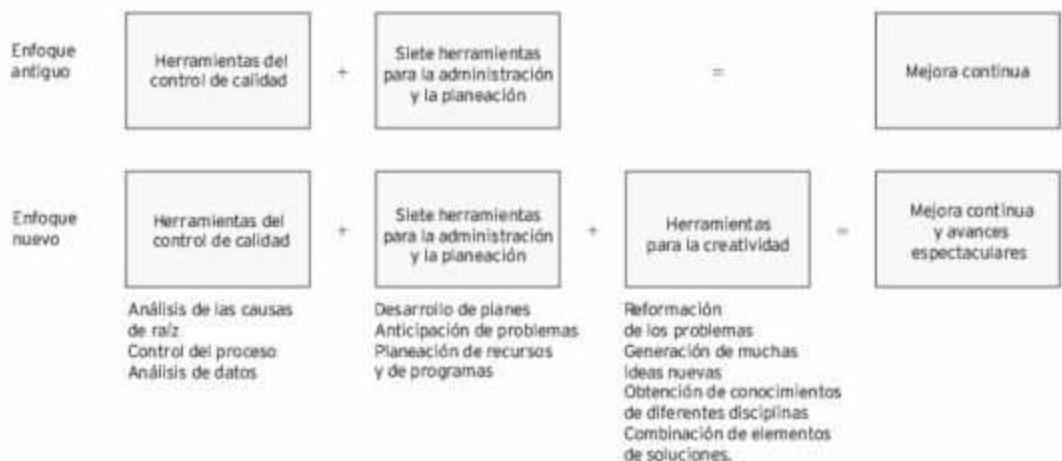 Enfoque
antiguo
Herramientas del
control de calidad
+
Siete herramientas
para la administración
y la planeación
=
Mejora continua
Enfoque
nuevo
Herramientas del
control de calidad
+
Siete herramientas
para la administración
y la planeación
+
Herramientas
para la creatividad
=
Mejora continua
y avances
espectaculares
Análisis de las causas
de raíz
Control del proceso
Análisis de datos
Desarrollo de planes
Anticipación de problemas
Planeación de recursos
y de programas
Reformación
de los problemas
Generación de muchas
ideas nuevas
Obtención de conocimientos
de diferentes disciplinas
Combinación de elementos
de soluciones.